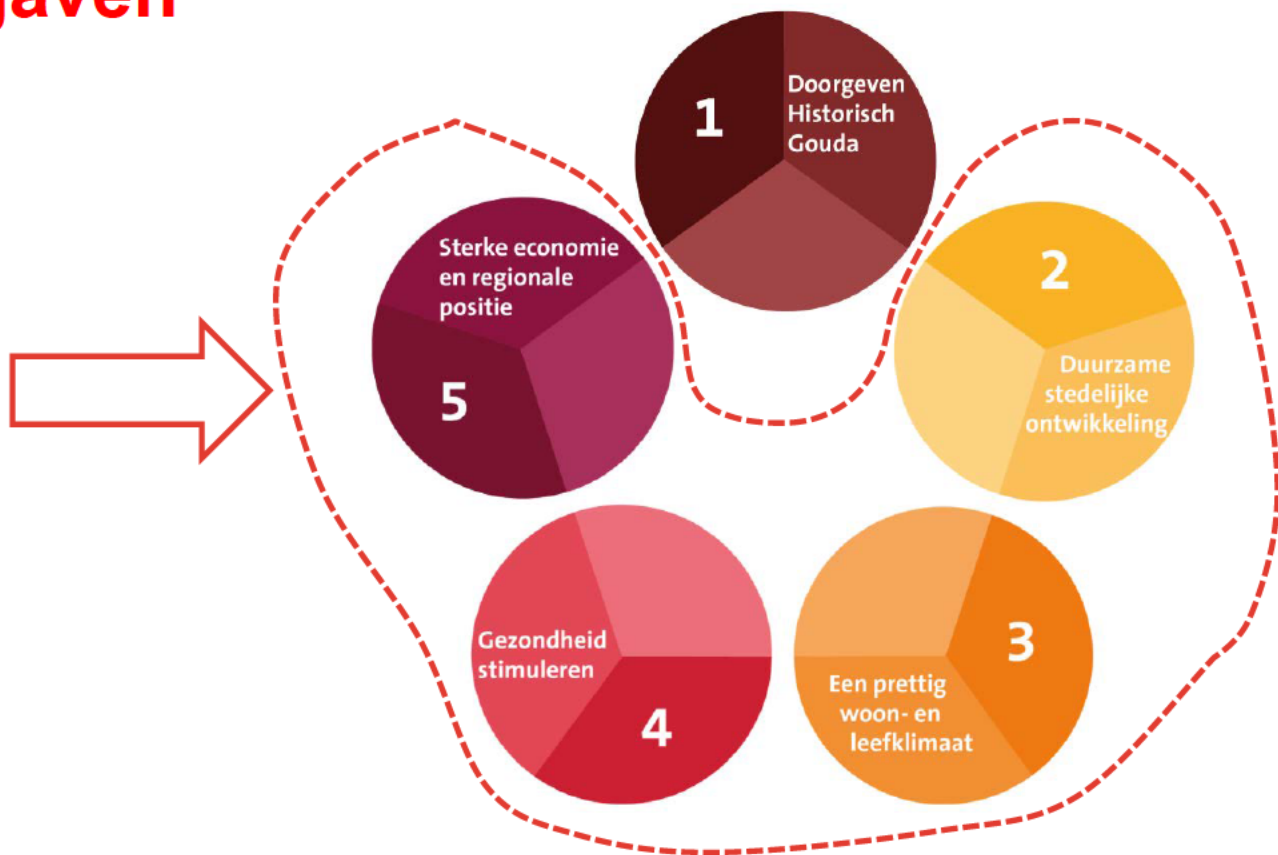 1
Doorgeven
Historisch
Gouda
2
Duurzame
stedelijke
ontwikkeling
3
Een prettig
woon- en
leefklimaat
4
Gezondheid
stimuleren
5
Sterke economie
en regionale
positie